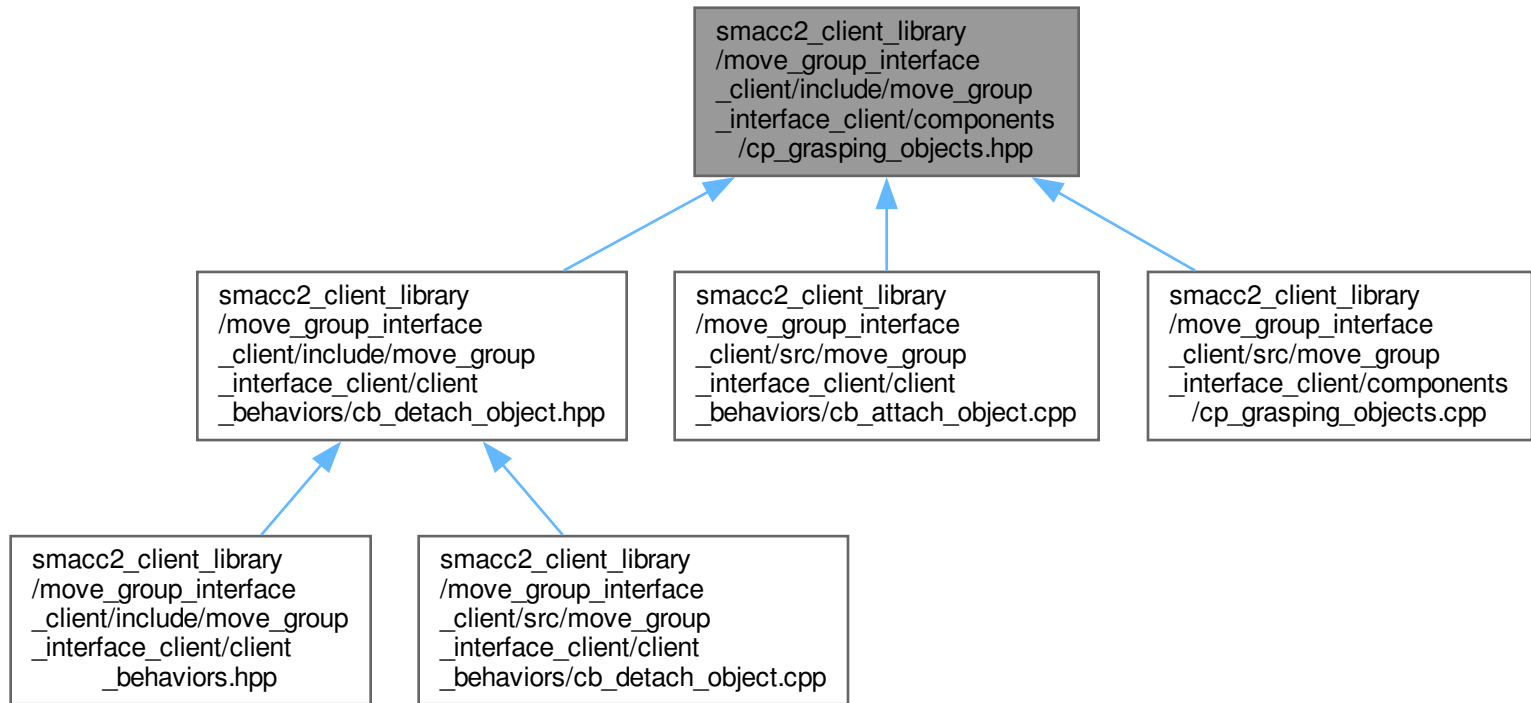 smacc2_client_library
/move_group_interface
_client/include/move_group
_interface_client/components
/cp_grasping_objects.hpp
smacc2_client_library
/move_group_interface
_client/include/move_group
_interface_client/client
_behaviors/cb_detach_object.hpp
smacc2_client_library
/move_group_interface
_client/src/move_group
_interface_client/client
_behaviors/cb_attach_object.cpp
smacc2_client_library
/move_group_interface
_client/src/move_group
_interface_client/components
/cp_grasping_objects.cpp
smacc2_client_library
/move_group_interface
_client/include/move_group
_interface_client/client
_behaviors.hpp
smacc2_client_library
/move_group_interface
_client/src/move_group
_interface_client/client
_behaviors/cb_detach_object.cpp